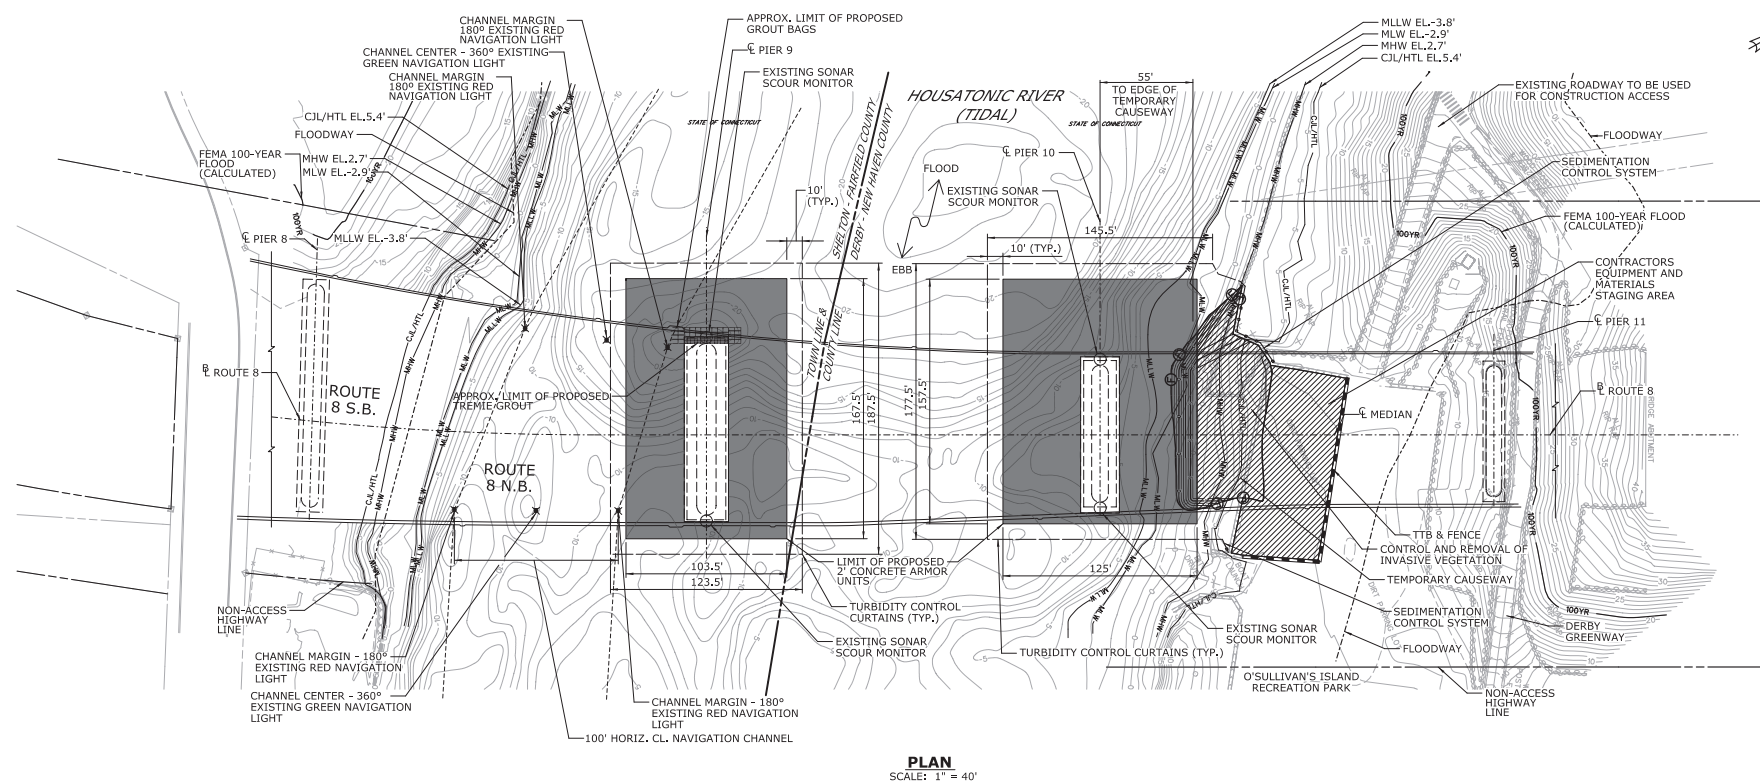 CHANNEL MARGIN
180º EXISTING RED
NAVIGATION LIGHT
CHANNEL CENTER - 360° EXISTING
GREEN NAVIGATION LIGHT
CHANNEL MARGIN
180º EXISTING RED
NAVIGATION LIGHT
CJL/HTL EL.5.4'
FLOODWAY
FEMA 100-YEAR
FLOOD
(CALCULATED)
MHW EL.2.7'
MLW EL.-2.9'
℄ PIER 8
MLLW EL.-3.8'
APPROX. LIMIT OF PROPOSED
GROUT BAGS
℄ PIER 9
EXISTING SONAR
SCOUR MONITOR
STATE OF CONNECTICUT
10'
(TYP.)
SHELTON - FAIRFIELD COUNTY
DERBY - NEW HAVEN COUNTY
TOWN LINE &
COUNTY LINE
HOUSATONIC RIVER
(TIDAL)
STATE OF CONNECTICUT
FLOOD
EBB
℄ PIER 10
EXISTING SONAR
SCOUR MONITOR
55'
TO EDGE OF
TEMPORARY
CAUSEWAY
145.5'
10' (TYP.)
MLLW EL.-3.8'
MLW EL.-2.9'
MHW EL.2.7'
CJL/HTL EL.5.4'
EXISTING ROADWAY TO BE USED
FOR CONSTRUCTION ACCESS
FLOODWAY
SEDIMENTATION
CONTROL SYSTEM
FEMA 100-YEAR FLOOD
(CALCULATED)
CONTRACTORS
EQUIPMENT AND
MATERIALS
STAGING AREA
℄ PIER 11
B
L ROUTE 8
ROUTE
8 S.B.
APPROX. LIMIT OF PROPOSED
TREMIE GROUT
ROUTE
8 N.B.
167.5'
187.5'
177.5'
157.5'
B
L ROUTE 8
℄ MEDIAN
BRIDGE ABUTMENT
103.5'
123.5'
LIMIT OF PROPOSED
2' CONCRETE ARMOR
UNITS
125'
TURBIDITY CONTROL
CURTAINS (TYP.)
EXISTING SONAR
SCOUR MONITOR
TURBIDITY CONTROL CURTAINS (TYP.)
EXISTING SONAR
SCOUR MONITOR
TTB & FENCE
CONTROL AND REMOVAL OF
INVASIVE VEGETATION
TEMPORARY CAUSEWAY
SEDIMENTATION
CONTROL SYSTEM
DERBY
GREENWAY
FLOODWAY
O'SULLIVAN'S ISLAND
RECREATION PARK
NON-ACCESS
HIGHWAY
LINE
NON-ACCESS
HIGHWAY
LINE
CHANNEL MARGIN - 180°
EXISTING RED NAVIGATION
LIGHT
CHANNEL CENTER - 360°
EXISTING GREEN NAVIGATION
LIGHT
CHANNEL MARGIN - 180°
EXISTING RED NAVIGATION
LIGHT
100' HORIZ. CL. NAVIGATION CHANNEL
PLAN
SCALE: 1" = 40'